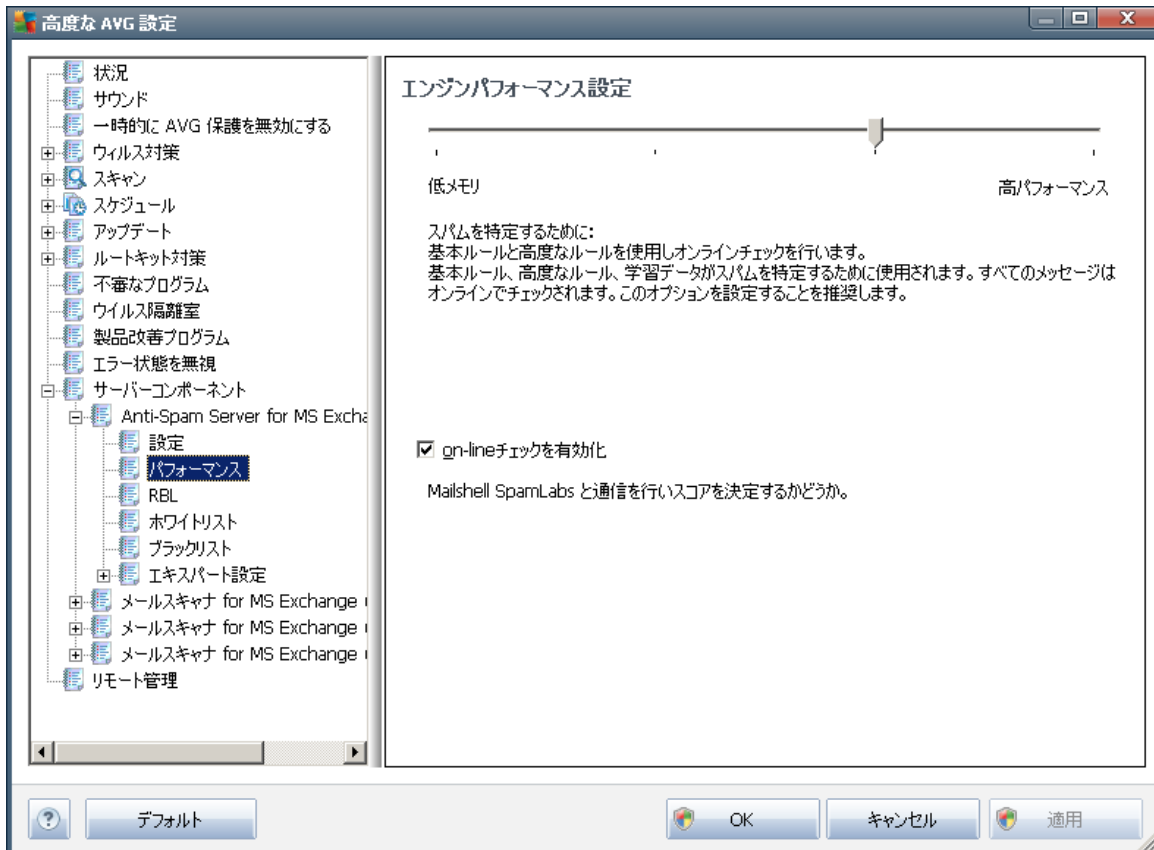 高度な AVG 設定
状況
サウンド
一時的に AVG 保護を無効にする
ウィルス対策
スキャン
スケジュール
アップデート
ルートキット対策
不審なプログラム
ウイルス隔離室
製品改善プログラム
エラー状態を無視
サーバーコンポーネント
Anti-Spam Server for MS Excha
設定
パフォーマンス
RBL
ホワイトリスト
ブラックリスト
エキスパート設定
メールスキャナ for MS Exchange
メールスキャナ for MS Exchange
メールスキャナ for MS Exchange
リモート管理
エンジンパフォーマンス設定
低メモリ
高パフォーマンス
スパムを特定するために:
基本ルールと高度なルールを使用しオンラインチェックを行います。
基本ルール、高度なルール、学習データがスパムを特定するために使用されます。すべてのメッセージは
オンラインでチェックされます。このオプションを設定することを推奨します。
on-lineチェックを有効化
Mailshell SpamLabs と通信を行いスコアを決定するかどうか。
?
デフォルト
OK
キャンセル
適用